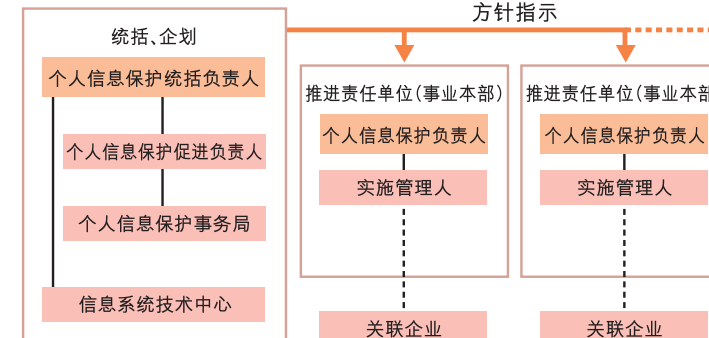 方针指示
统括、企划
个人信息保护统括负责人
个人信息保护促进负责人
个人信息保护事务局
信息系统技术中心
推进责任单位(事业本部)
个人信息保护负责人
实施管理人
关联企业
推进责任单位(事业本部
个人信息保护负责人
实施管理人
关联企业